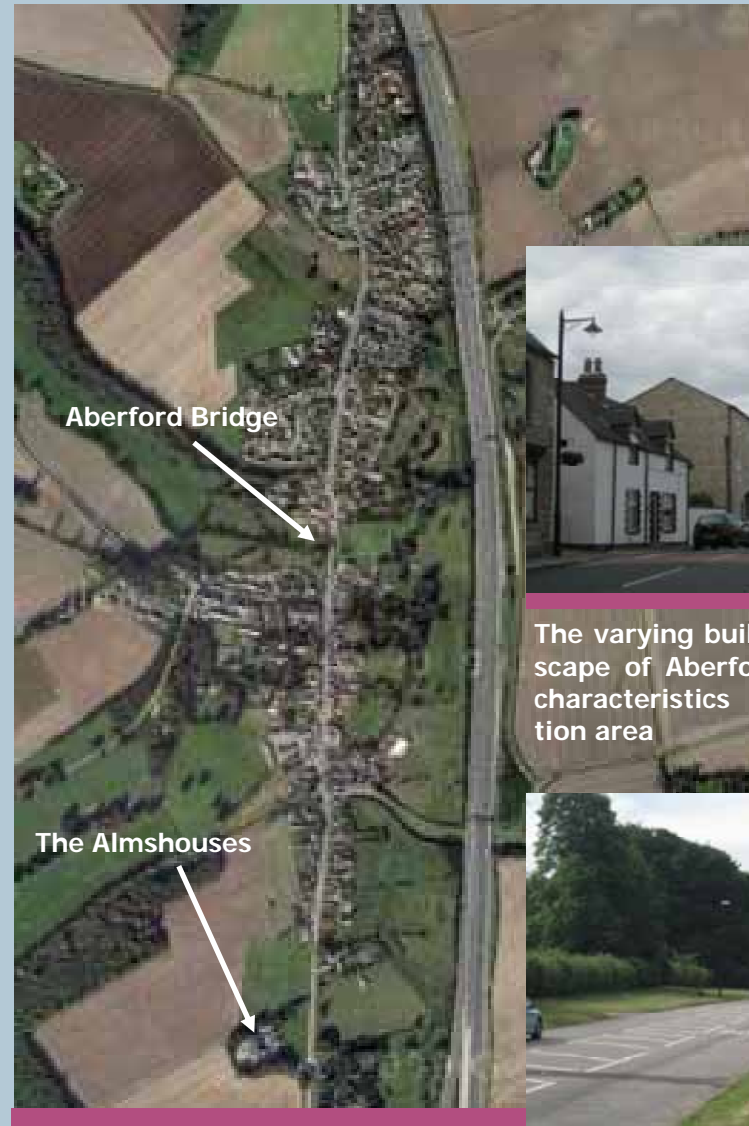 Aberford Bridge
The varying buil
scape of Aberfo
characteristics
tion area
The Almshouses